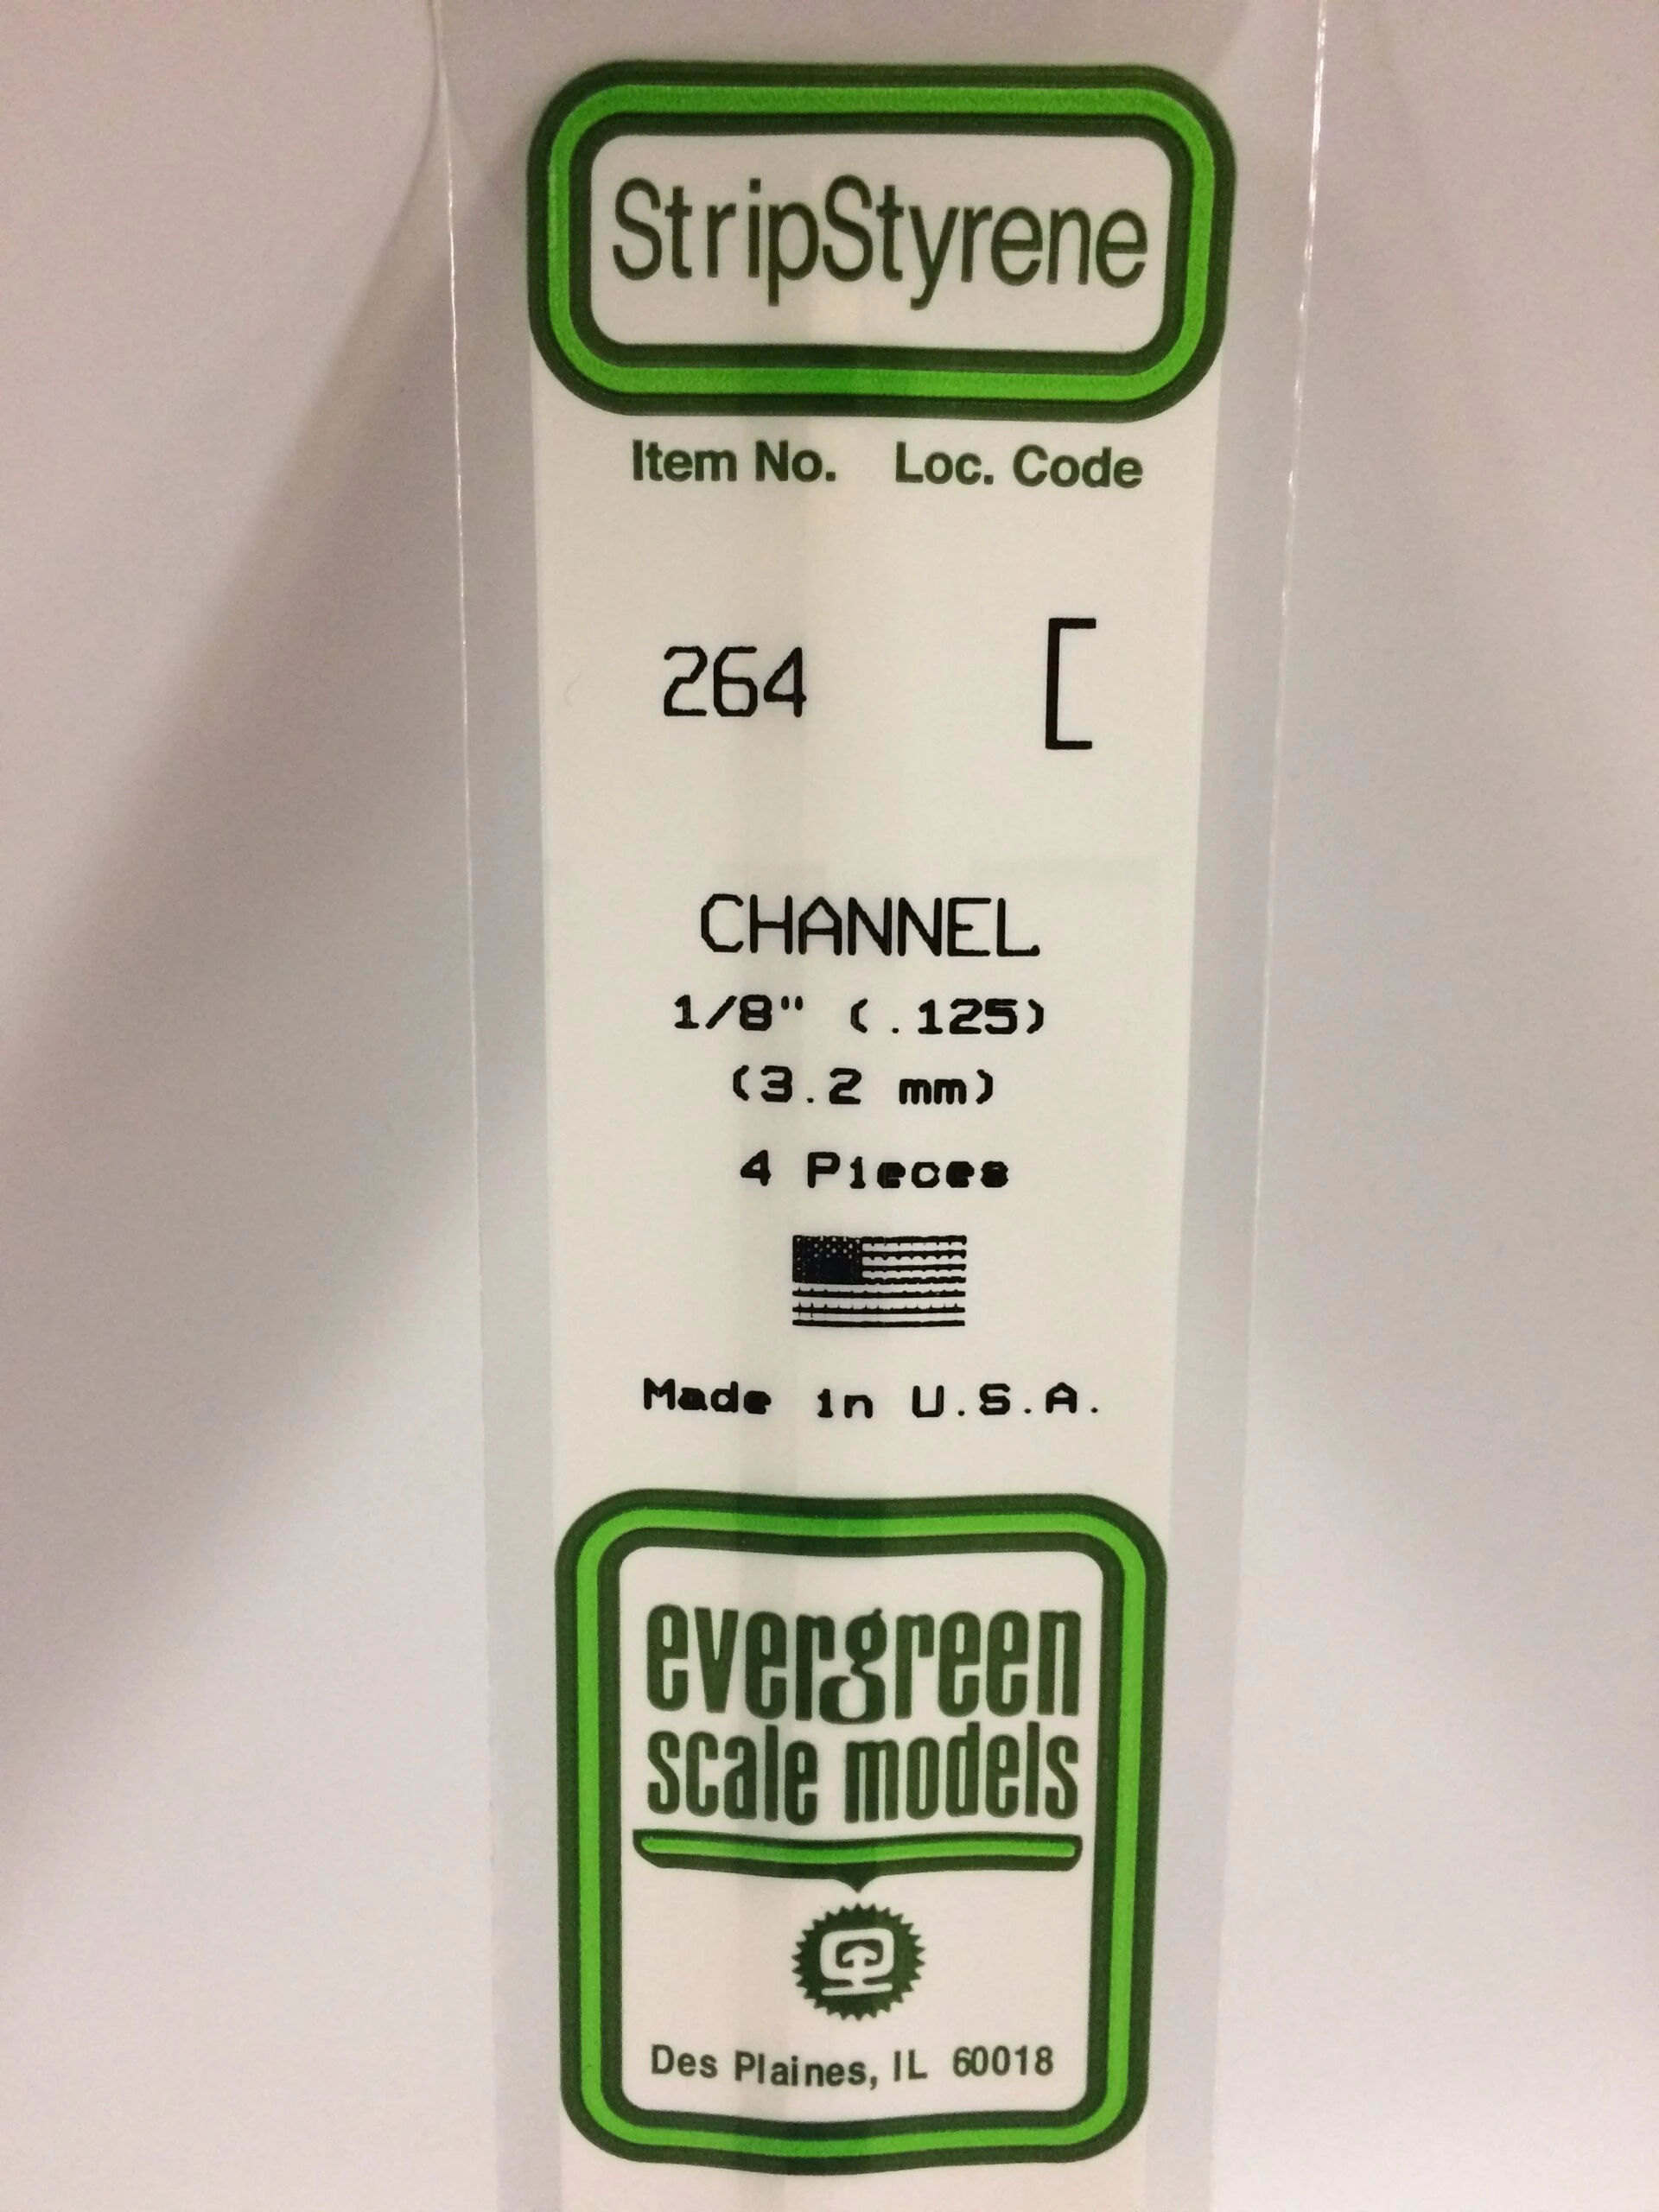 StripStyrene
Item No. Loc. Code
264 [
CHANNEL
1/8" (.125)
(3.2 mm)
4 Pieces
Made in U.S.A.
evergreen
scale models
Des Plaines, IL 60018